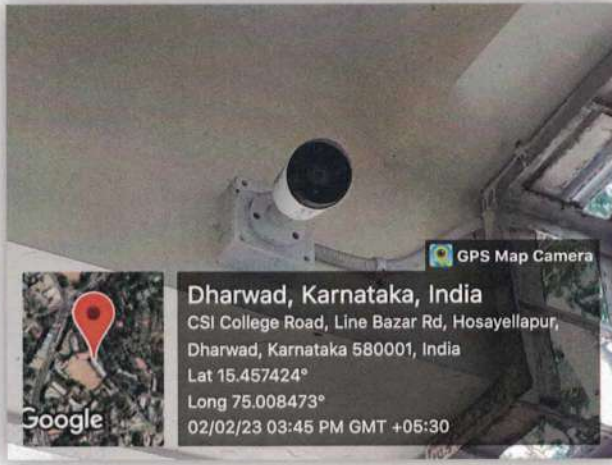 GPS Map Camera
Dharwad, Karnataka, India
CSI College Road, Line Bazar Rd, Hosayellapur,
Dharwad, Karnataka 580001, India
Lat 15.457424°
Long 75.008473°
02/02/23 03:45 PM GMT +05:30
Google